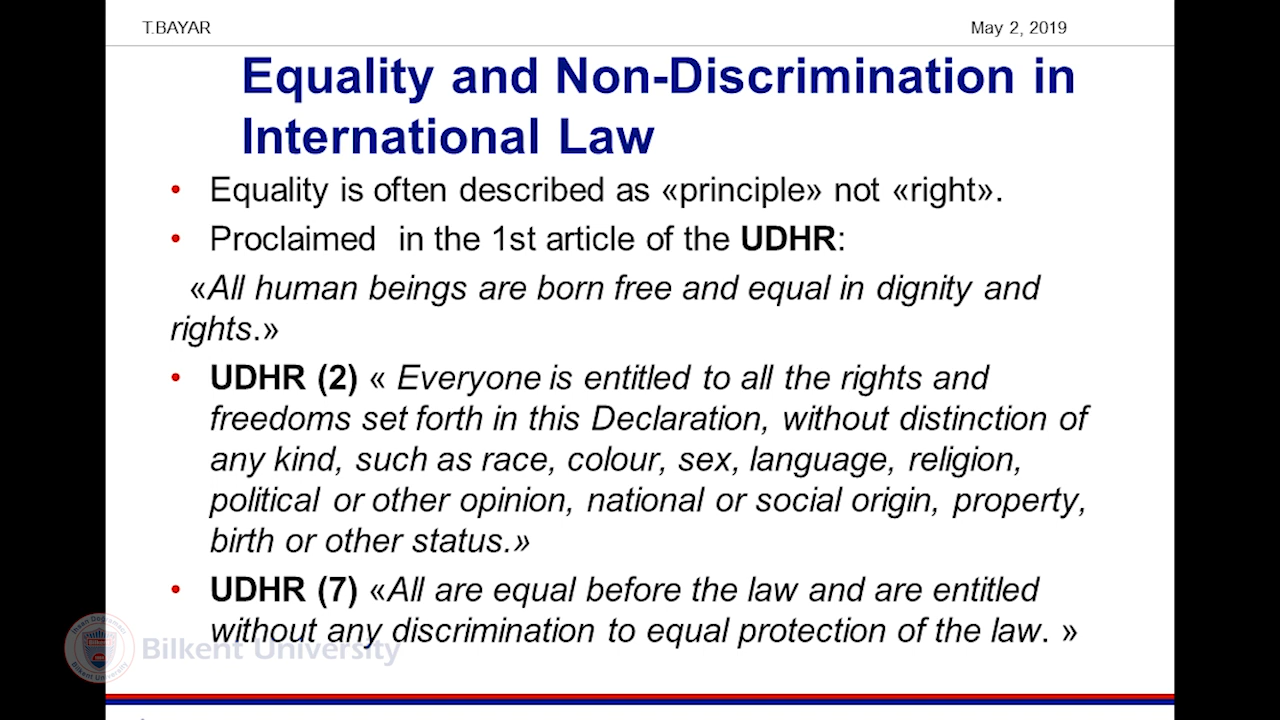 T.BAYAR
May 2, 2019
Equality and Non-Discrimination in
International Law
• Equality is often described as «principle» not «right».
• Proclaimed in the 1st article of the UDHR:
«All human beings are born free and equal in dignity and
rights.»
• UDHR (2) « Everyone is entitled to all the rights and
freedoms set forth in this Declaration, without distinction of
any kind, such as race, colour, sex, language, religion,
political or other opinion, national or social origin, property,
birth or other status.»
• UDHR (7) «All are equal before the law and are entitled
without any discrimination to equal protection of the law. »
Bilkent University